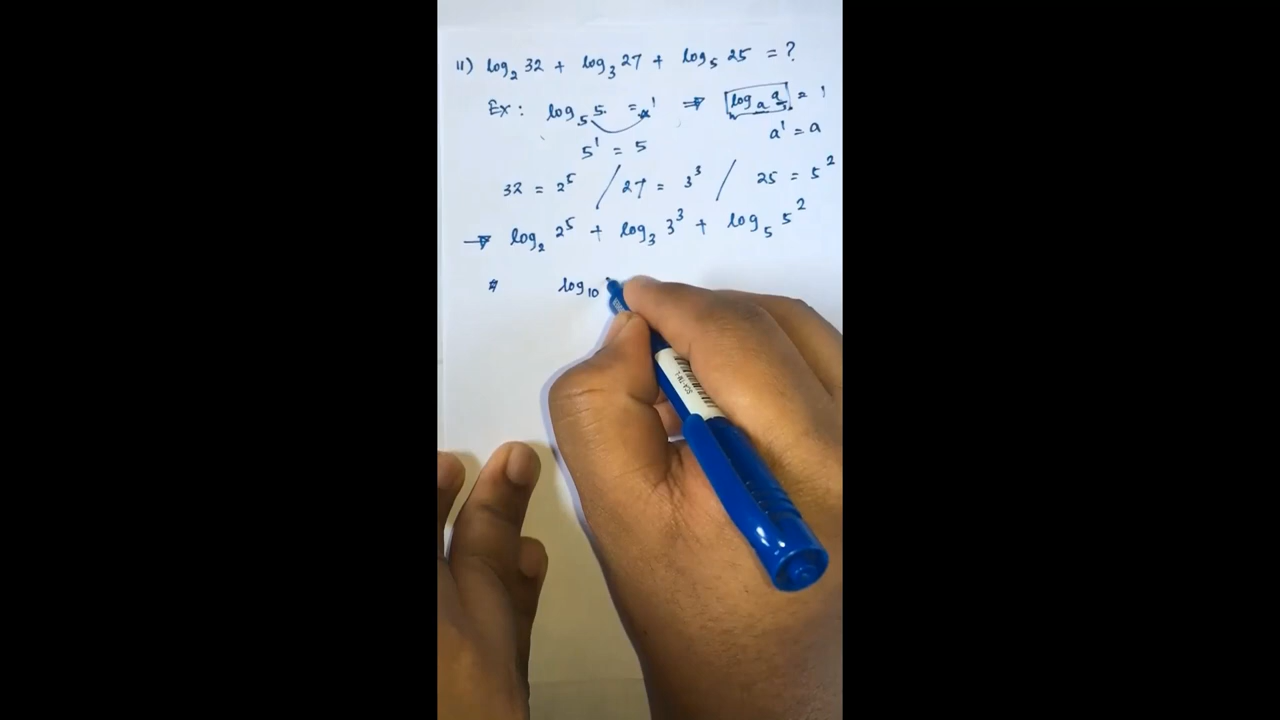 11) log₂ 32 + log₃ 27 + log₅ 25 = ?
Ex : log₅ 5 = 1 ⇒ log ₐ a = 1
5¹ = 5 a¹ = a
32 = 2⁵ / 27 = 3³ / 25 = 5²
⇒ log₂ 2⁵ + log₃ 3³ + log₅ 5²
log₁₀